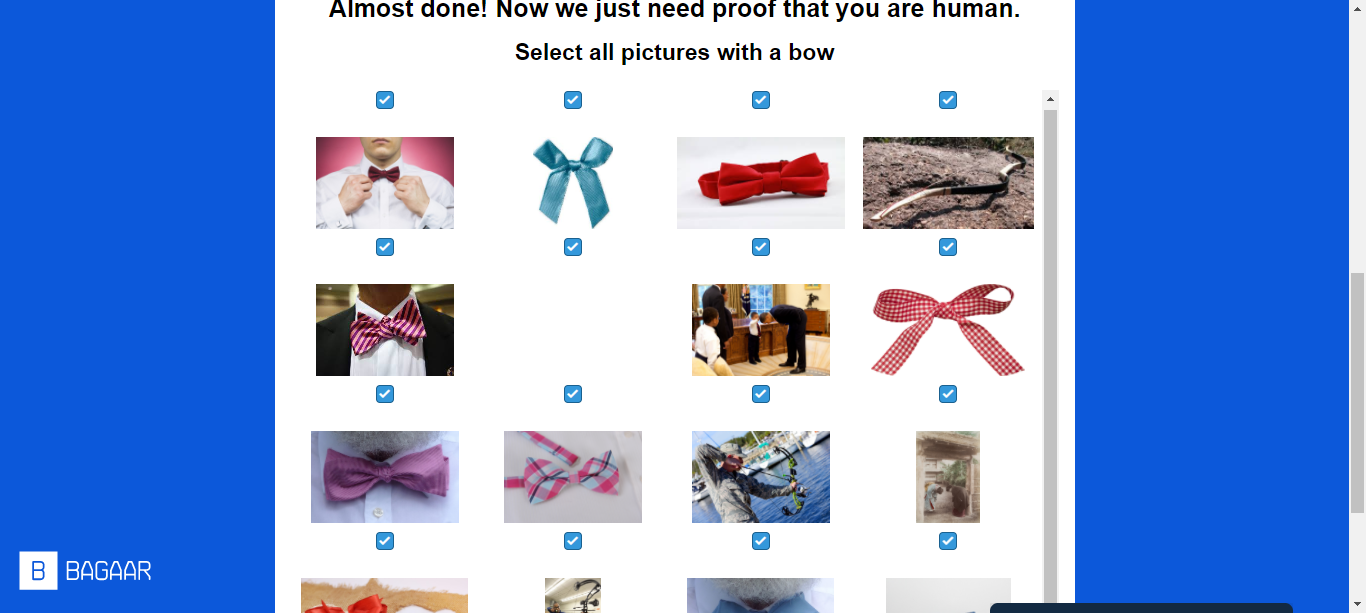 Almost done! Now we just need proof that you are human.
Select all pictures with a bow
B BAGAAR